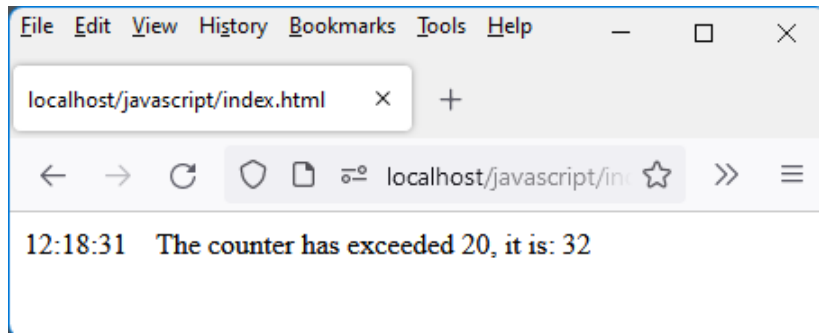 File Edit View History Bookmarks Tools Help
localhost/javascript/index.html
localhost/javascript/in
12:18:31 The counter has exceeded 20, it is: 32